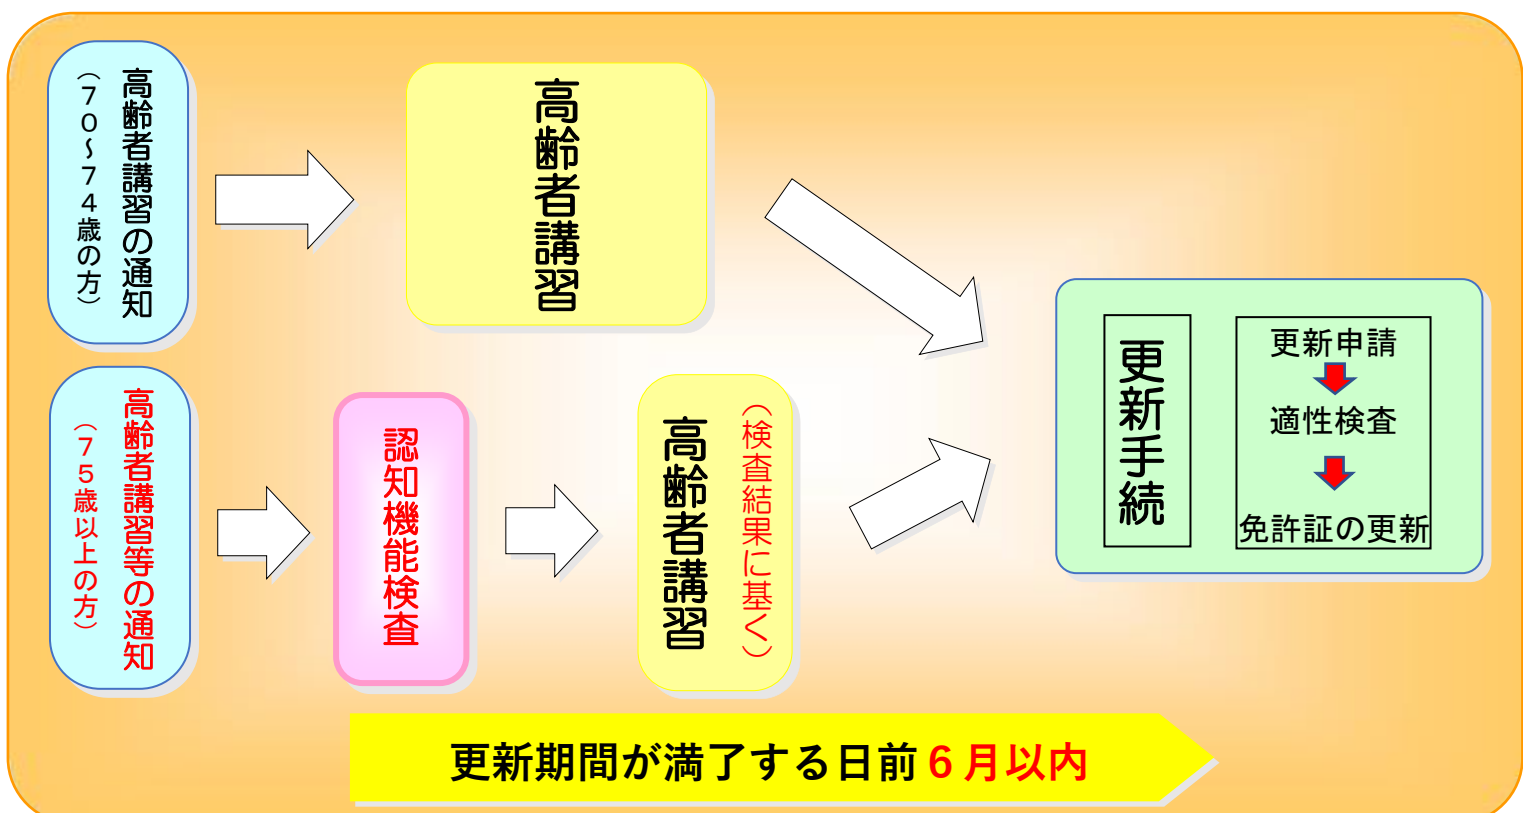 高齢者講習の通知
（７０～７４歳の方）
高齢者講習
高齢者講習等の通知
（７５歳以上の方）
認知機能検査
（検査結果に基く）
高齢者講習
更新手続
更新申請
適性検査
免許証の更新
更新期間が満了する日前６月以内